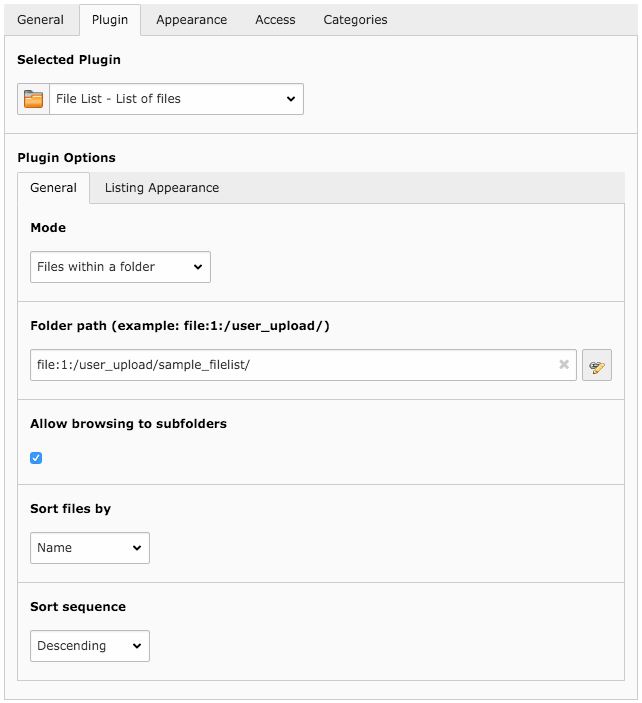 General Plugin Appearance Access Categories
Selected Plugin
File List - List of files
Plugin Options
General Listing Appearance
Mode
Files within a folder
Folder path (example: file:1:/user_upload/)
file:1:/user_upload/sample_filelist/
Allow browsing to subfolders
Sort files by
Name
Sort sequence
Descending